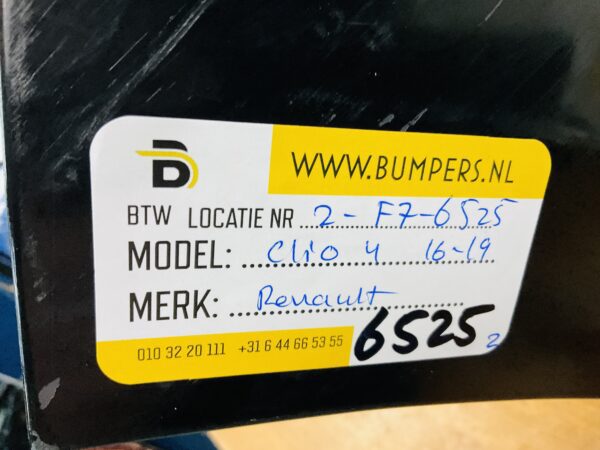 B
WWW.BUMPERS.NL
BTW LOCATIE NR 2-F7-6525
MODEL: Clio 4 16-19
MERK: Renault
010 32 20 111 +31 6 44 66 53 55 6525 2